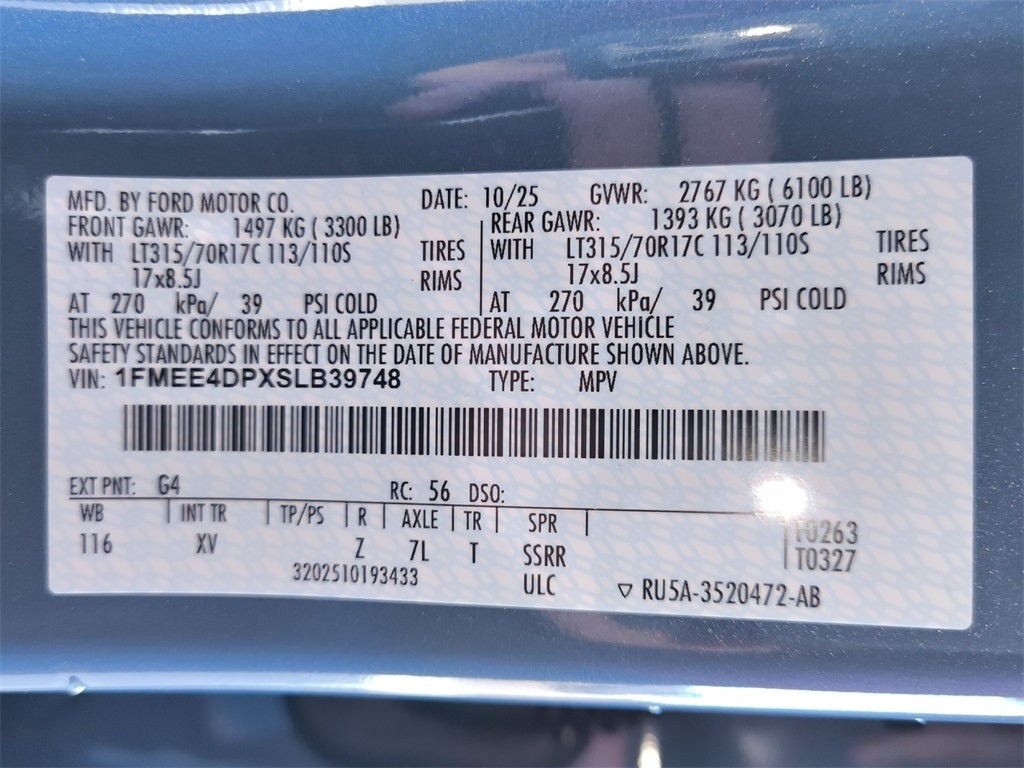 MFD. BY FORD MOTOR CO. DATE: 10/25 GVWR: 2767 KG ( 6100 LB)
FRONT GAWR: 1497 KG ( 3300 LB) REAR GAWR: 1393 KG ( 3070 LB)
WITH LT315/70R17C 113/110S TIRES WITH LT315/70R17C 113/110S TIRES
17x8.5J RIMS 17x8.5J RIMS
AT 270 kPa/ 39 PSI COLD AT 270 kPa/ 39 PSI COLD
THIS VEHICLE CONFORMS TO ALL APPLICABLE FEDERAL MOTOR VEHICLE
SAFETY STANDARDS IN EFFECT ON THE DATE OF MANUFACTURE SHOWN ABOVE.
VIN: 1FMEE4DPXSLB39748 TYPE: MPV
EXT PNT: G4 RC: 56 DSO:
WB INT TR TP/PS R AXLE TR SPR T0263
116 XV Z 7L T SSRR T0327
3202510193433 ULC RU5A-3520472-AB